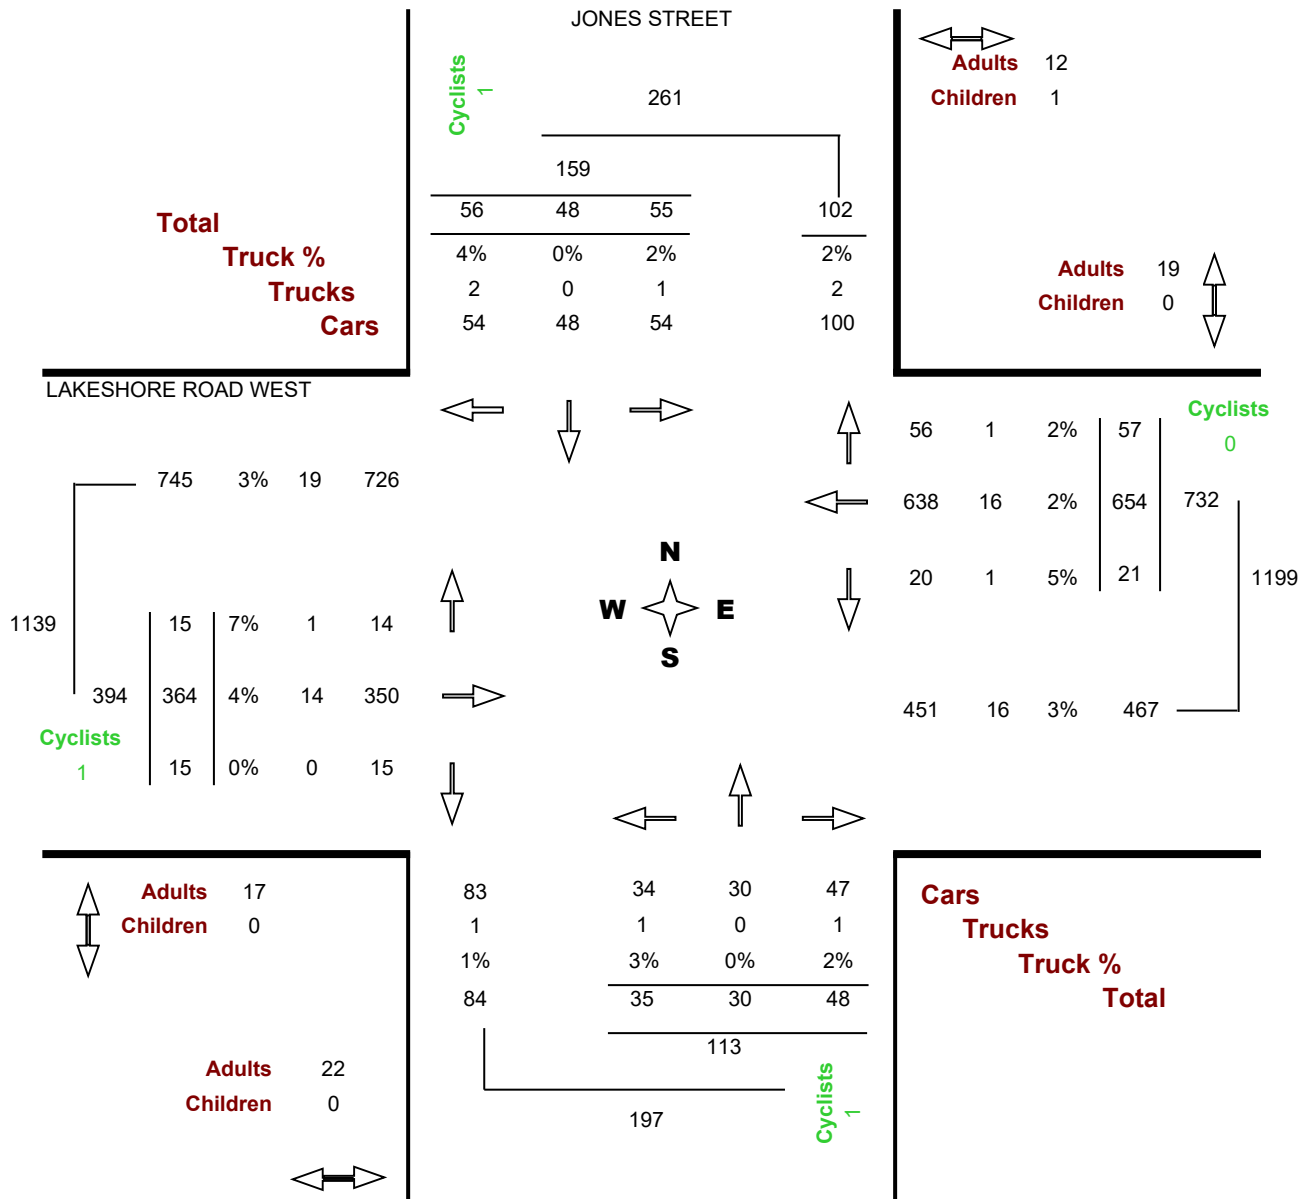 JONES STREET
Cyclists
1
261
Adults 12
Children 1
159
56 48 55 102
Total
Truck %
4% 0% 2% 2%
Trucks
2 0 1 2
Cars
54 48 54 100
Adults 19
Children 0
LAKESHORE ROAD WEST
Cyclists
0
56 1 2% 57
745 3% 19 726
638 16 2% 654 732
20 1 5% 21
1199
N
W E
S
1139
15 7% 1 14
394 364 4% 14 350
451 16 3% 467
Cyclists
1
15 0% 0 15
Adults 17
Children 0
83 34 30 47
1 1 0 1
1% 3% 0% 2%
84 35 30 48
113
Cars
Trucks
Truck %
Total
Adults 22
Children 0
Cyclists
1
197